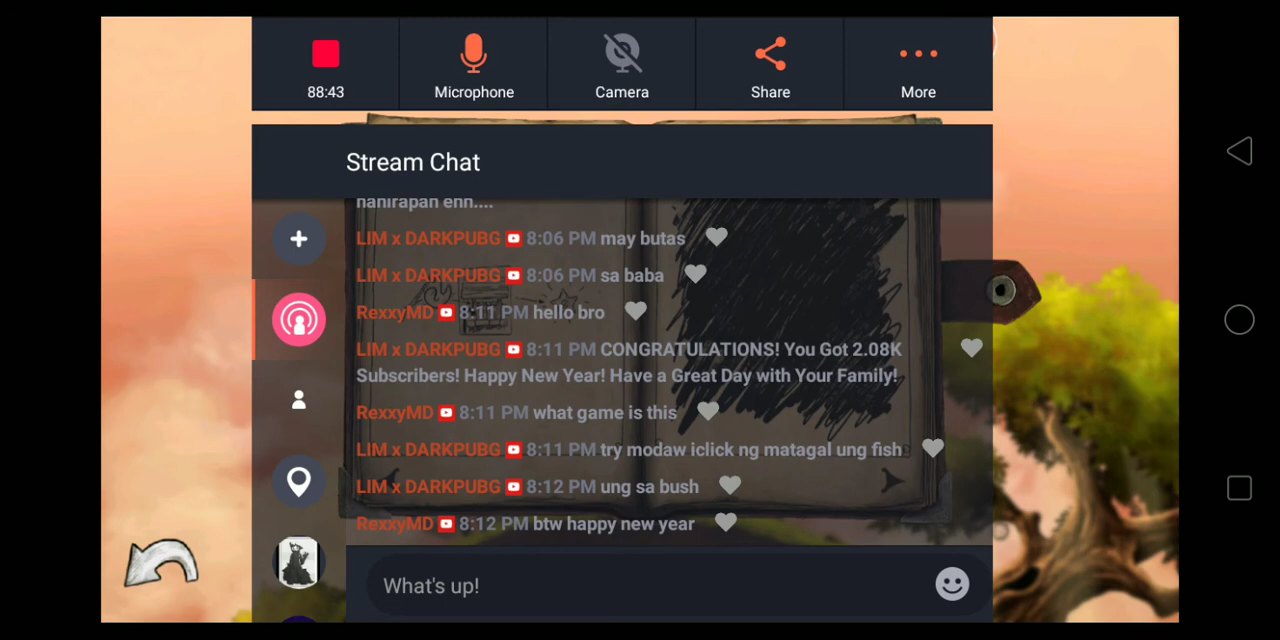 88:43
Microphone
Camera
Share
More
Stream Chat
nahirapan enh....
LIM x DARKPUBG 8:06 PM may butas
LIM x DARKPUBG 8:06 PM sa baba
RexxyMD 8:11 PM hello bro
LIM x DARKPUBG 8:11 PM CONGRATULATIONS! You Got 2.08K
Subscribers! Happy New Year! Have a Great Day with Your Family!
RexxyMD 8:11 PM what game is this
LIM x DARKPUBG 8:11 PM try modaw iclick ng matagal ung fish
LIM x DARKPUBG 8:12 PM ung sa bush
RexxyMD 8:12 PM btw happy new year
What's up!